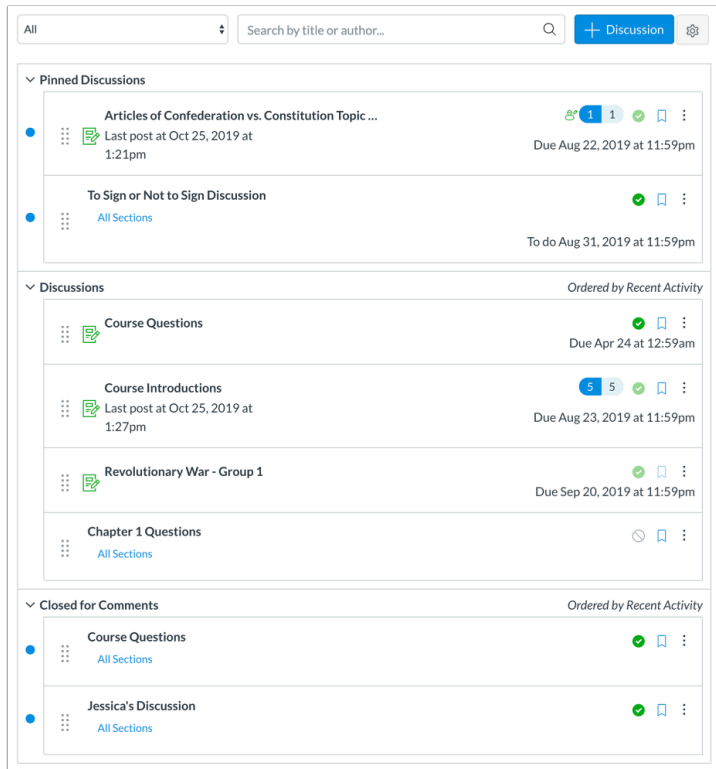 All
Search by title or author...
Discussion
Pinned Discussions
Articles of Confederation vs. Constitution Topic ...
1 1
Last post at Oct 25, 2019 at
1:21pm
Due Aug 22, 2019 at 11:59pm
To Sign or Not to Sign Discussion
All Sections
To do Aug 31, 2019 at 11:59pm
Discussions
Ordered by Recent Activity
Course Questions
Due Apr 24 at 12:59am
Course Introductions
5 5
Last post at Oct 25, 2019 at
1:27pm
Due Aug 23, 2019 at 11:59pm
Revolutionary War - Group 1
Due Sep 20, 2019 at 11:59pm
Chapter 1 Questions
All Sections
Closed for Comments
Ordered by Recent Activity
Course Questions
All Sections
Jessica's Discussion
All Sections